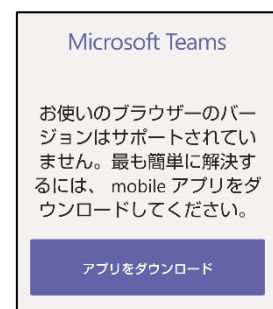 Microsoft Teams
お使いのブラウザーのバー
ジョンはサポートされてい
ません。最も簡単に解決す
るには、 mobile アプリをダ
ウンロードしてください。
アプリをダウンロード